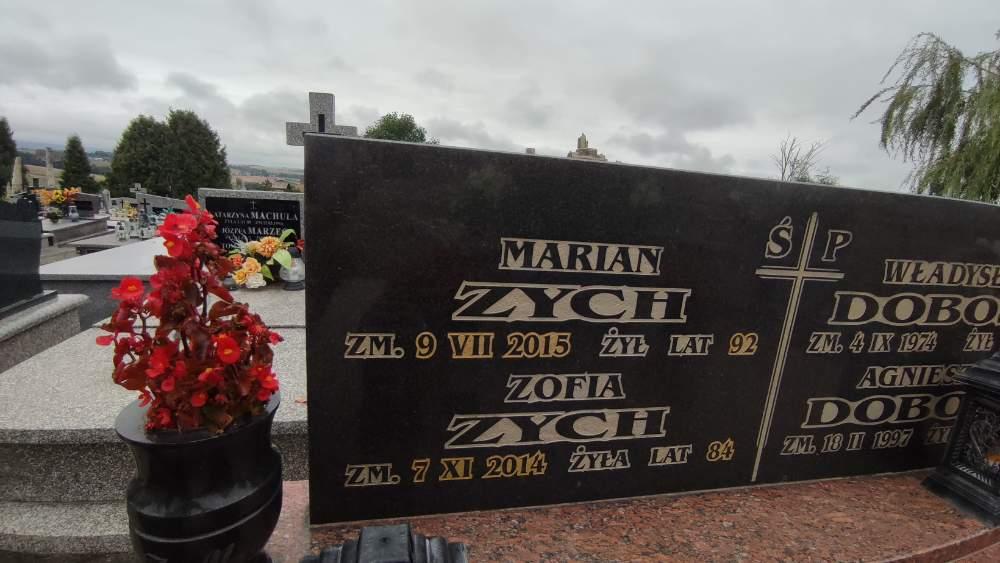 MARIAN
ZYCH
ZM. 9 VII 2015 ŻYŁ LAT 92
ZOFIA
ZYCH
ZM. 7 XI 2014 ŻYŁA LAT 84
Ś P
ZM. 4 IX 1974
ZM. 18 II 1997
MACHULA
JÓZEFA